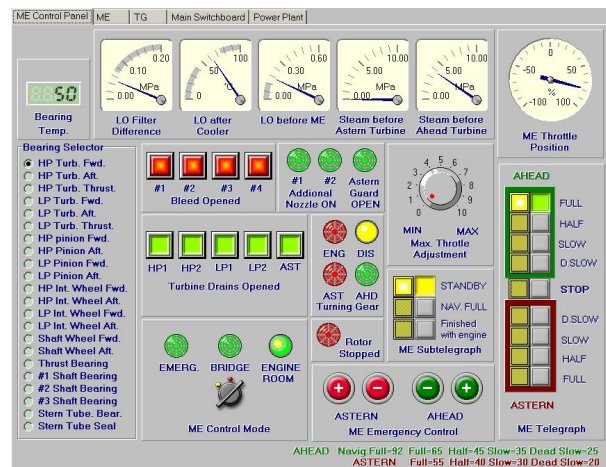 ME Control Panel ME TG Main Switchboard Power Plant
50
Bearing
Temp.
0.20
0.10
MPa
0.00
LO Filter
Difference
100
50
0
LO after
Cooler
0.60
0.30
MPa
0.00
LO before ME
10.00
5.00
MPa
0.00
Steam before
Astern Turbine
10.00
5.00
MPa
0.00
Steam before
Ahead Turbine
0
-50 50
%
-100 100
ME Throttle
Position
Bearing Selector
HP Turb. Fwd.
HP Turb. Aft.
HP Turb. Thrust.
LP Turb. Fwd.
LP Turb. Aft.
LP Turb. Thrust.
HP pinion Fwd.
HP Pinion Aft.
LP Pinion Fwd.
LP Pinion Aft.
HP Int. Wheel Fwd.
HP Int. Wheel Aft.
LP Int. Wheel Fwd.
LP Int. Wheel Aft.
Shaft Wheel Fwd.
Shaft Wheel Aft.
Thrust Bearing
#1 Shaft Bearing
#2 Shaft Bearing
#3 Shaft Bearing
Stern Tube. Bear.
Stern Tube Seal
#1 #2 #3 #4
Bleed Opened
#1 #2 Astern
Addional Guard
Nozzle ON OPEN
0 1 2 3 4 5 6 7 8 9 10
MIN MAX
Max. Throtle
Adjustment
HP1 HP2 LP1 LP2 AST
Turbine Drains Opened
ENG DIS
AST AHD
Turning Gear
Rotor
Stopped
STANDBY
NAV. FULL
Finished
with engine
ME Subtelegraph
EMERG. BRIDGE ENGINE
ROOM
ME Control Mode
ASTERN AHEAD
ME Emergency Control
AHEAD
FULL
HALF
SLOW
D.SLOW
STOP
D.SLOW
SLOW
HALF
FULL
ASTERN
ME Telegraph
AHEAD Navig.Full=92 Full=65 Half=45 Slow=35 Dead Slow=25
ASTERN Full=55 Half=40 Slow=30 Dead Slow=20